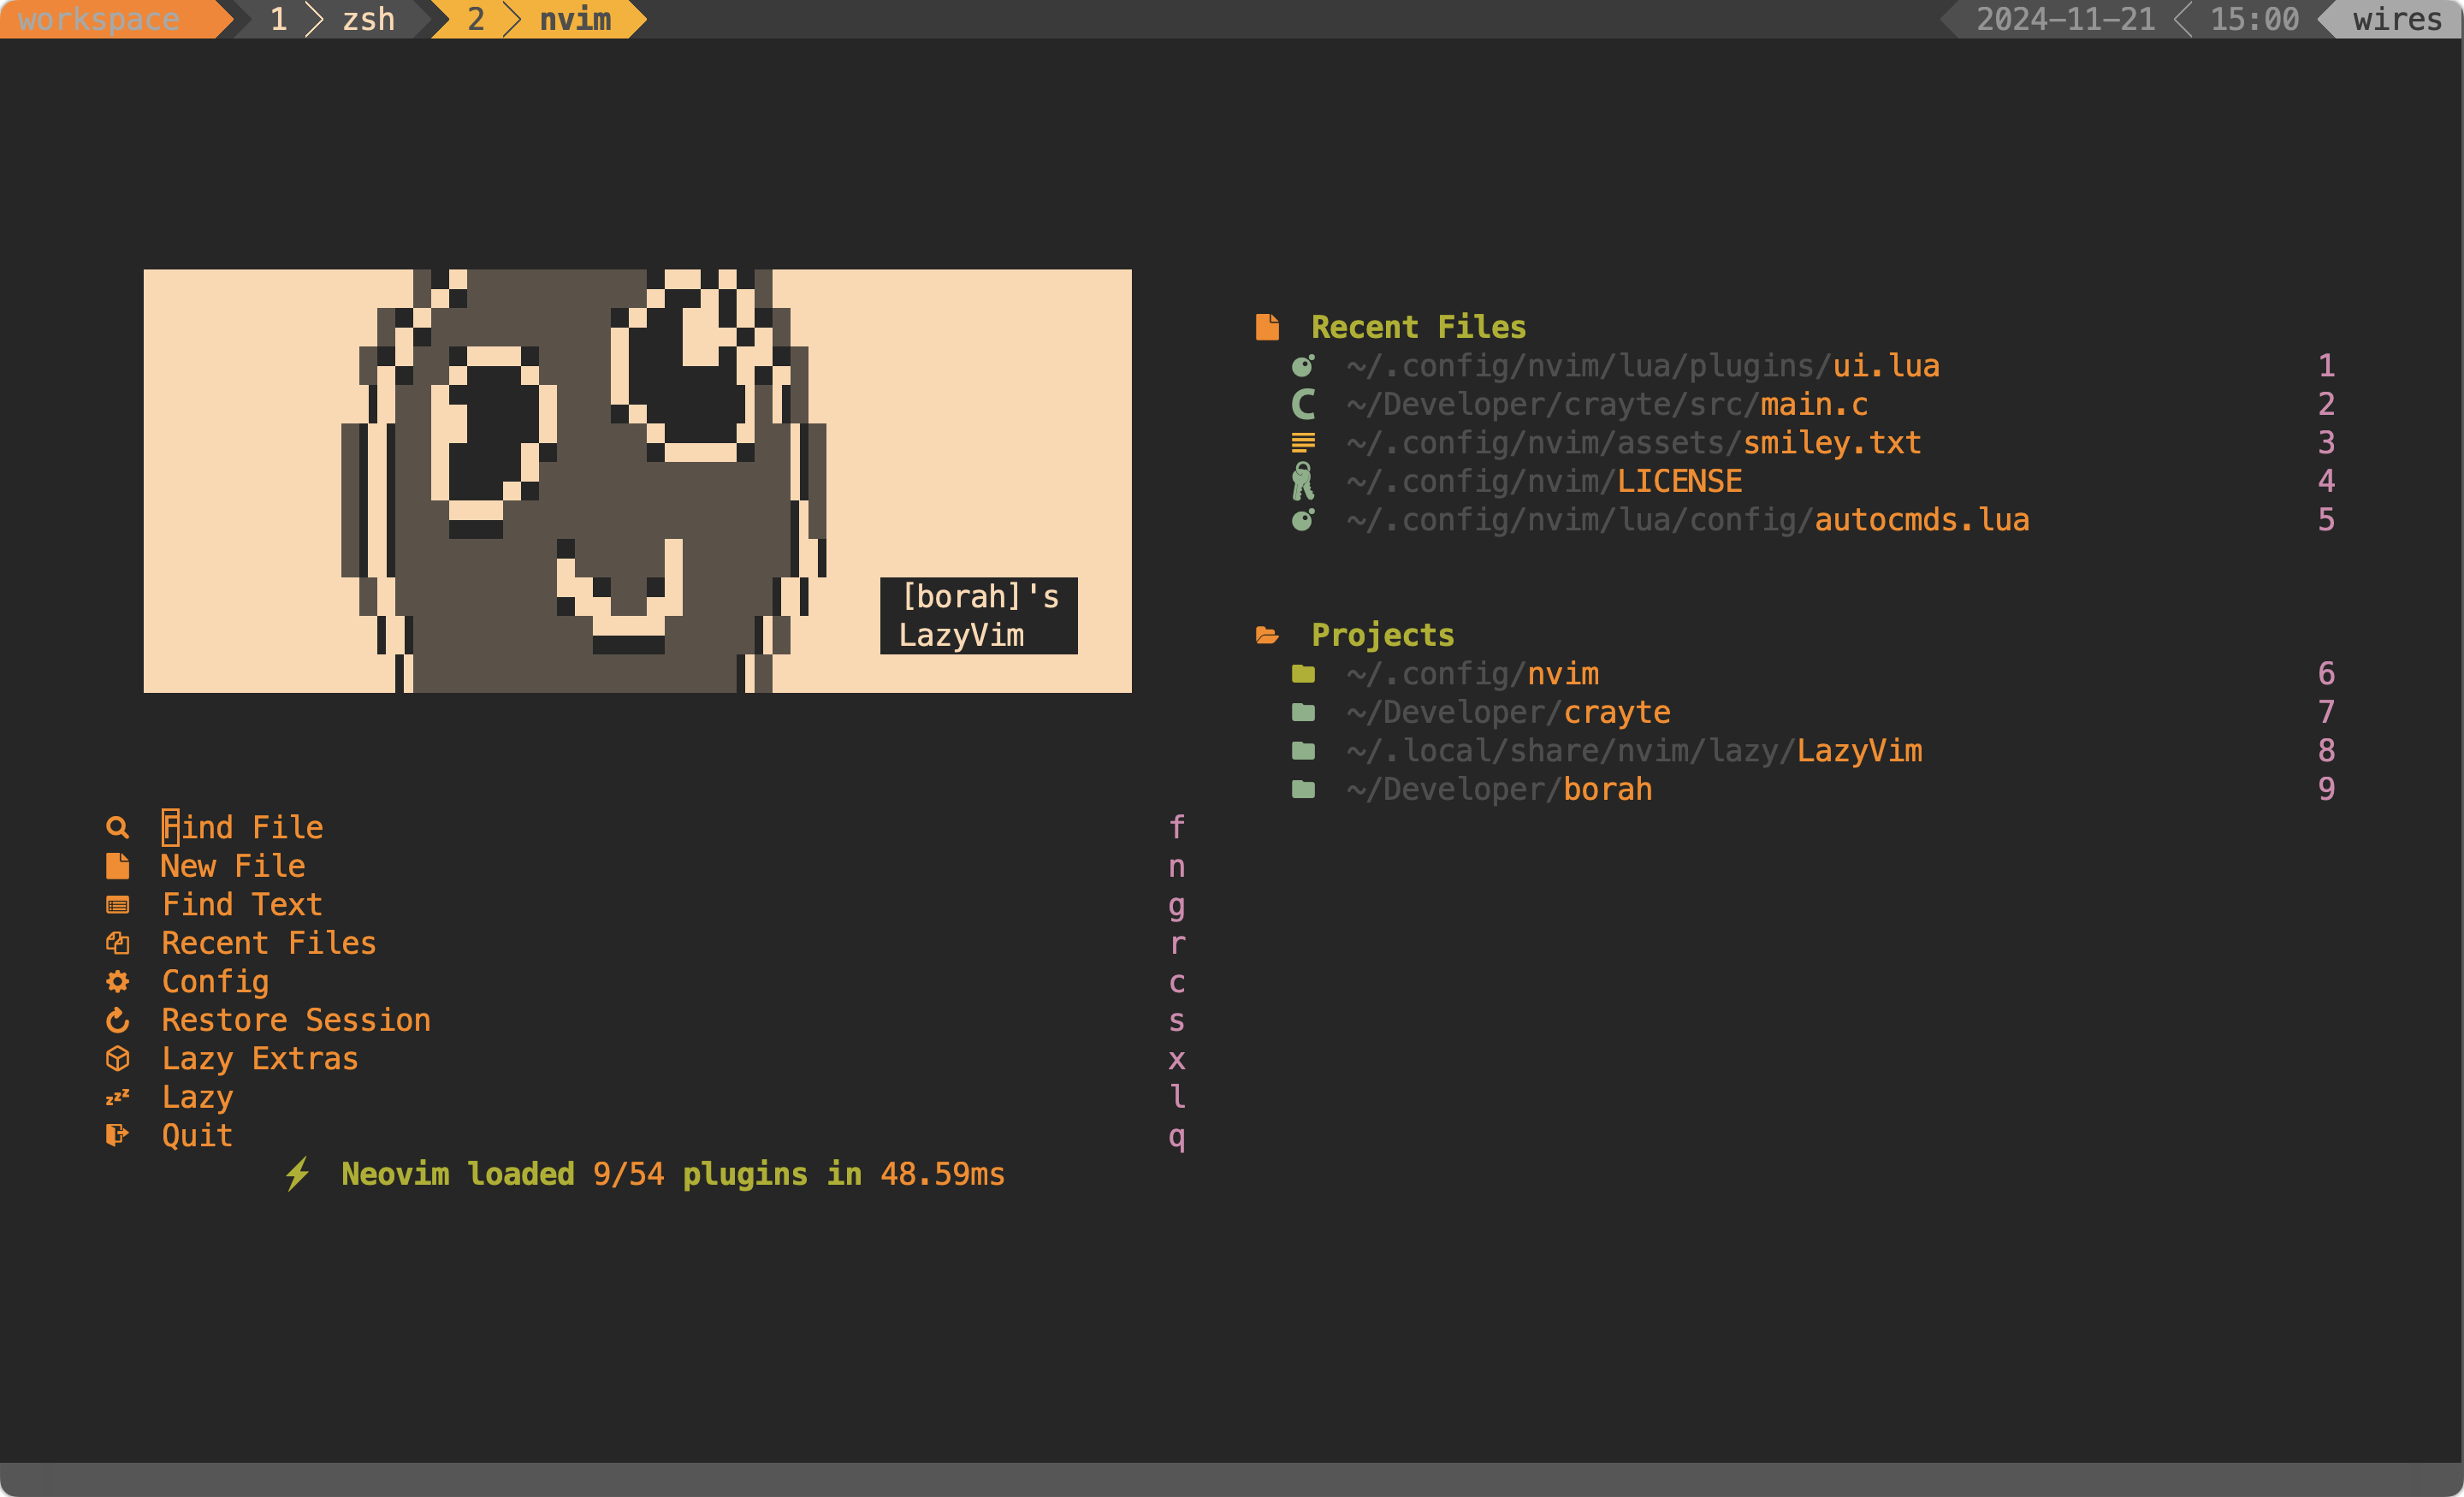 workspace 1 zsh 2 nvim 2024-11-21 15:00 wires
[borah]'s
LazyVim
Find File f
New File n
Find Text g
Recent Files r
Config c
Restore Session s
Lazy Extras x
Lazy l
Quit q
Neovim loaded 9/54 plugins in 48.59ms
Recent Files
~/.config/nvim/lua/plugins/ui.lua 1
~/Developer/crayte/src/main.c 2
~/.config/nvim/assets/smiley.txt 3
~/.config/nvim/LICENSE 4
~/.config/nvim/lua/config/autocmds.lua 5
Projects
~/.config/nvim 6
~/Developer/crayte 7
~/.local/share/nvim/lazy/LazyVim 8
~/Developer/borah 9